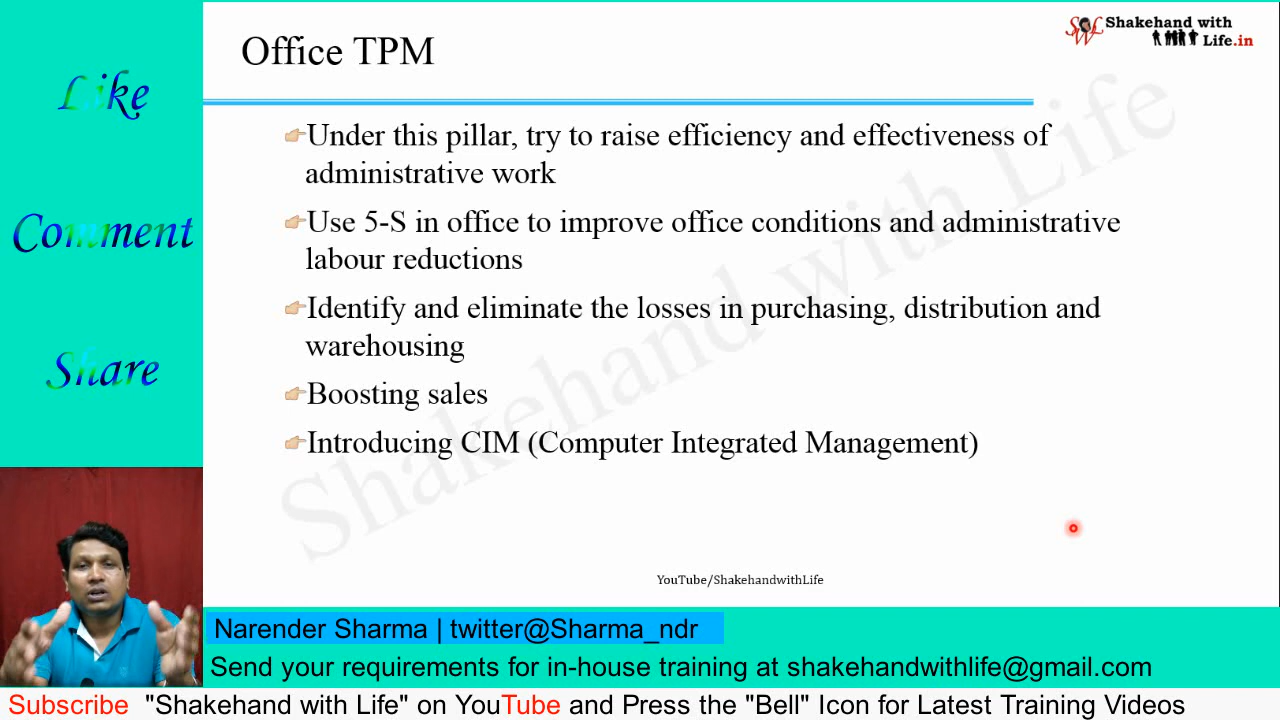 Like
Comment
Share
Office TPM
SWL Shakehand with
Life.in
Under this pillar, try to raise efficiency and effectiveness of
administrative work
Use 5-S in office to improve office conditions and administrative
labour reductions
Identify and eliminate the losses in purchasing, distribution and
warehousing
Boosting sales
Introducing CIM (Computer Integrated Management)
Shakehand with Life
YouTube/ShakehandwithLife
Narender Sharma | twitter@Sharma_ndr
Send your requirements for in-house training at shakehandwithlife@gmail.com
Subscribe "Shakehand with Life" on YouTube and Press the "Bell" Icon for Latest Training Videos